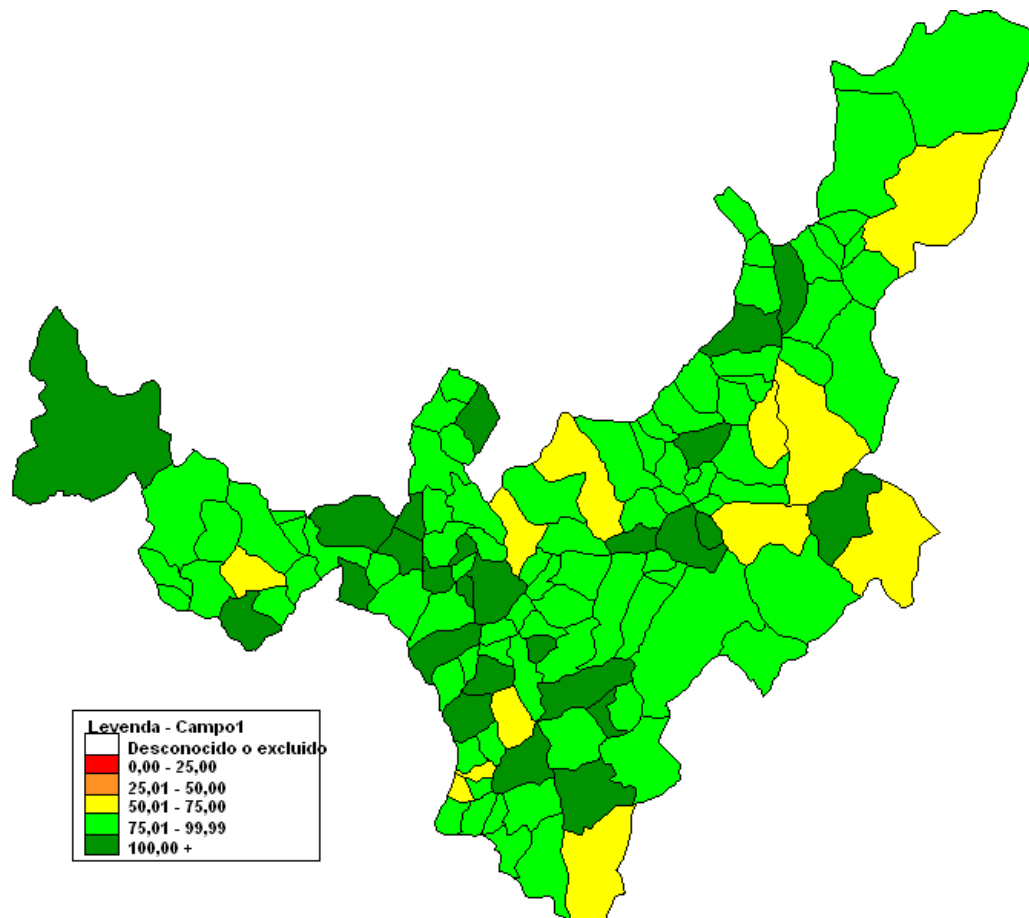 Levenda - Campo1
Desconocido o excluido
0,00 - 25,00
25,01 - 50,00
50,01 - 75,00
75,01 - 99,99
100,00 +